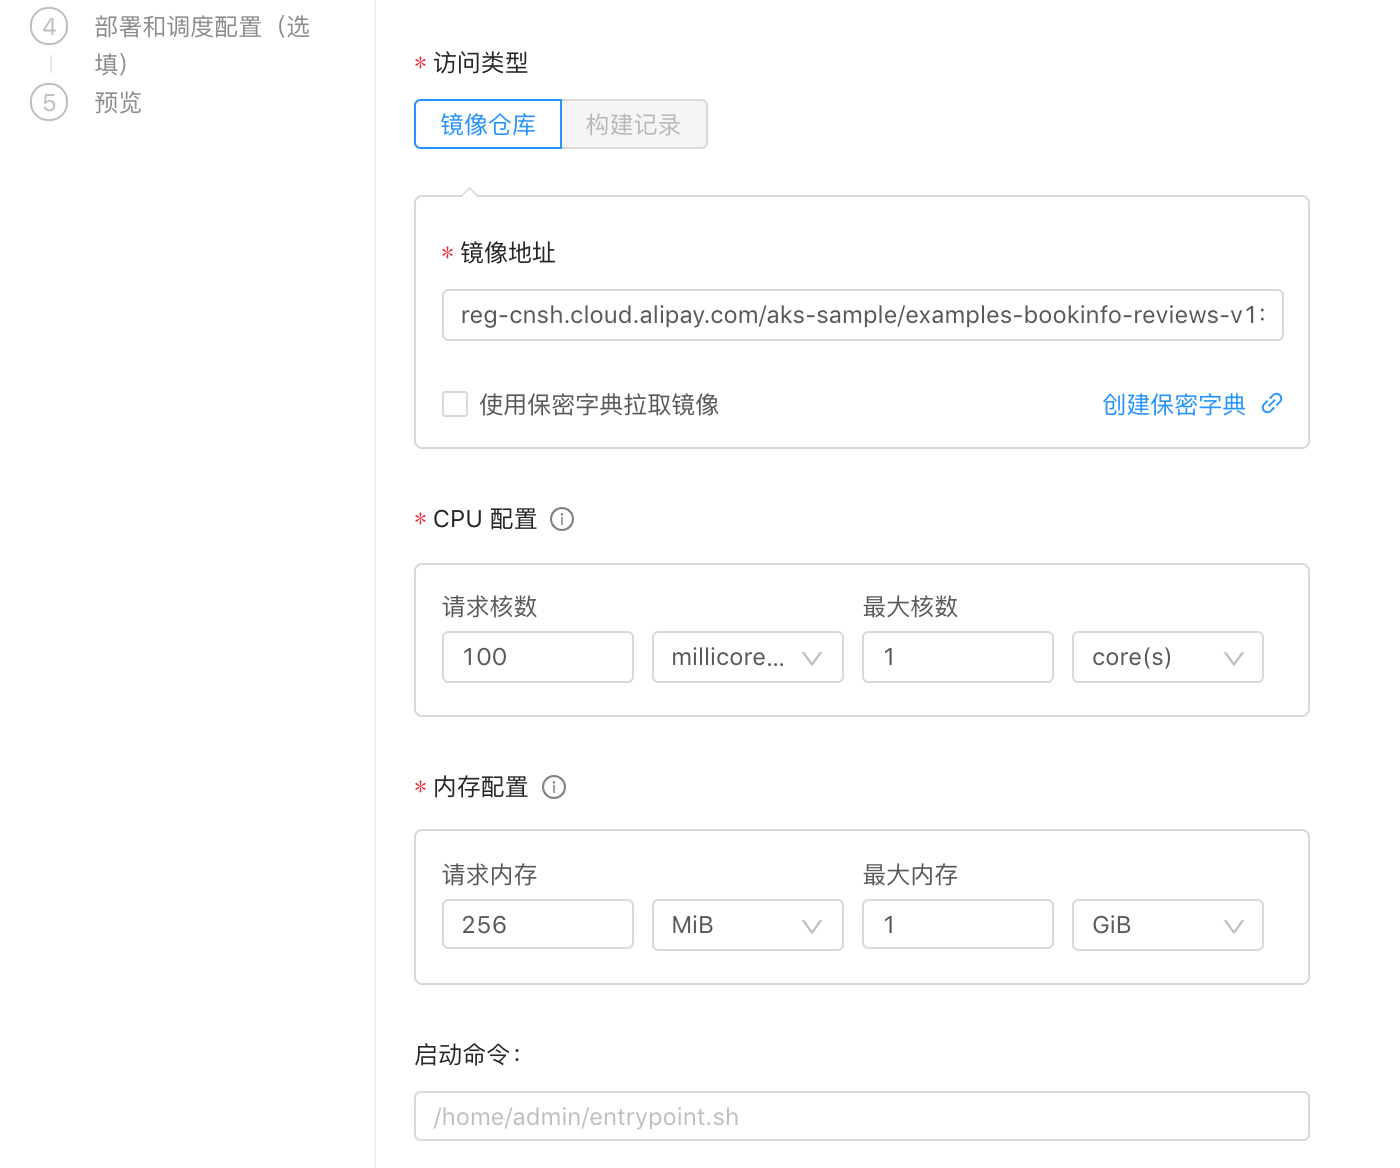 4 部署和调度配置（选
填）
5 预览
* 访问类型
镜像仓库 构建记录
* 镜像地址
reg-cnsh.cloud.alipay.com/aks-sample/examples-bookinfo-reviews-v1:
使用保密字典拉取镜像 创建保密字典
* CPU 配置
请求核数 最大核数
100 millicore... 1 core(s)
* 内存配置
请求内存 最大内存
256 MiB 1 GiB
启动命令：
/home/admin/entrypoint.sh